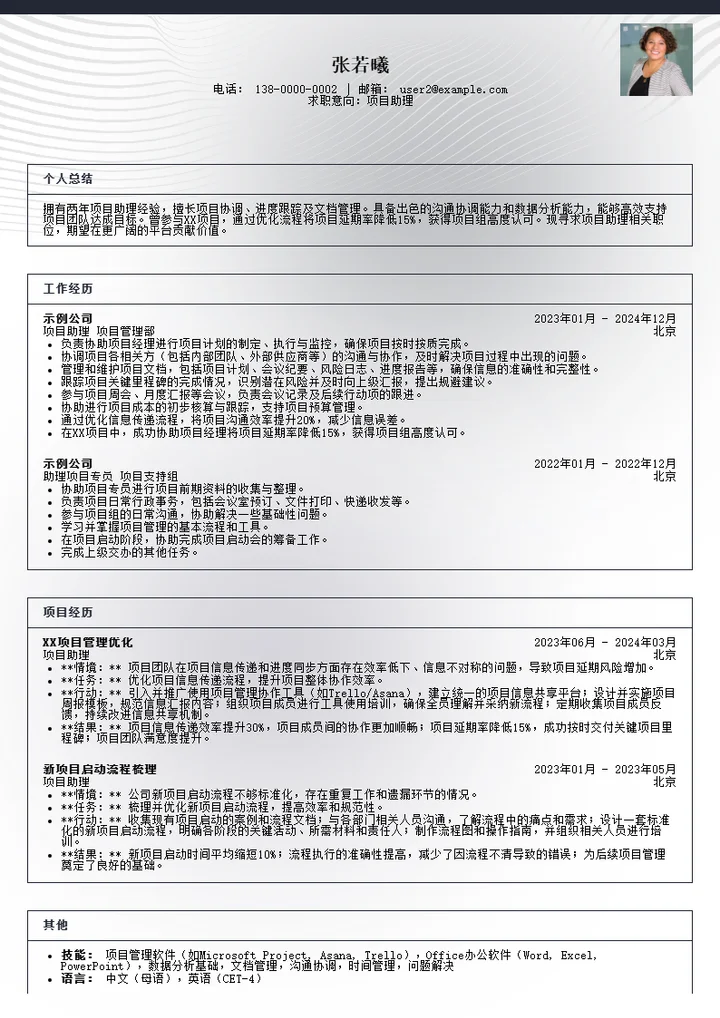 张若曦
电话： 138-0000-0002 | 邮箱： user2@example.com
求职意向：项目助理
个人总结
拥有两年项目助理经验，擅长项目协调、进度跟踪及文档管理。具备出色的沟通协调能力和数据分析能力，能够高效支持
项目团队达成目标。曾参与XX项目，通过优化流程将项目延期率降低15%，获得项目组高度认可。现寻求项目助理相关职
位，期望在更广阔的平台贡献价值。
工作经历
示例公司 2023年01月 - 2024年12月
项目助理 项目管理部 北京
• 负责协助项目经理进行项目计划的制定、执行与监控，确保项目按时按质完成。
• 协调项目各相关方（包括内部团队、外部供应商等）的沟通与协作，及时解决项目过程中出现的问题。
• 管理和维护项目文档，包括项目计划、会议纪要、风险日志、进度报告等，确保信息的准确性和完整性。
• 跟踪项目关键里程碑的完成情况，识别潜在风险并及时向上级汇报，提出规避建议。
• 参与项目周会、月度汇报等会议，负责会议记录及后续行动项的跟进。
• 协助进行项目成本的初步核算与跟踪，支持项目预算管理。
• 通过优化信息传递流程，将项目沟通效率提升20%，减少信息误差。
• 在XX项目中，成功协助项目经理将项目延期率降低15%，获得项目组高度认可。
示例公司 2022年01月 - 2022年12月
助理项目专员 项目支持组 北京
• 协助项目专员进行项目前期资料的收集与整理。
• 负责项目日常行政事务，包括会议室预订、文件打印、快递收发等。
• 参与项目组的日常沟通，协助解决一些基础性问题。
• 学习并掌握项目管理的基本流程和工具。
• 在项目启动阶段，协助完成项目启动会的筹备工作。
• 完成上级交办的其他任务。
项目经历
XX项目管理优化 2023年06月 - 2024年03月
项目助理 北京
• **情境：** 项目团队在项目信息传递和进度同步方面存在效率低下、信息不对称的问题，导致项目延期风险增加。
• **任务：** 优化项目信息传递流程，提升项目整体协作效率。
• **行动：** 引入并推广使用项目管理协作工具（如Trello/Asana），建立统一的项目信息共享平台；设计并实施项目
周报模板，规范信息汇报内容；组织项目成员进行工具使用培训，确保全员理解并采纳新流程；定期收集项目成员反
馈，持续改进信息共享机制。
• **结果：** 项目信息传递效率提升30%，项目成员间的协作更加顺畅；项目延期率降低15%，成功按时交付关键项目里
程碑；项目团队满意度提升。
新项目启动流程梳理 2023年01月 - 2023年05月
项目助理 北京
• **情境：** 公司新项目启动流程不够标准化，存在重复工作和遗漏环节的情况。
• **任务：** 梳理并优化新项目启动流程，提高效率和规范性。
• **行动：** 收集现有项目启动的案例和流程文档；与各部门相关人员沟通，了解流程中的痛点和需求；设计一套标准
化的新项目启动流程，明确各阶段的关键活动、所需材料和责任人；制作流程图和操作指南，并组织相关人员进行培
训。
• **结果：** 新项目启动时间平均缩短10%；流程执行的准确性提高，减少了因流程不清导致的错误；为后续项目管理
奠定了良好的基础。
其他
• 技能： 项目管理软件（如Microsoft Project, Asana, Trello），Office办公软件（Word, Excel,
PowerPoint），数据分析基础，文档管理，沟通协调，时间管理，问题解决
• 语言： 中文（母语），英语（CET-4）